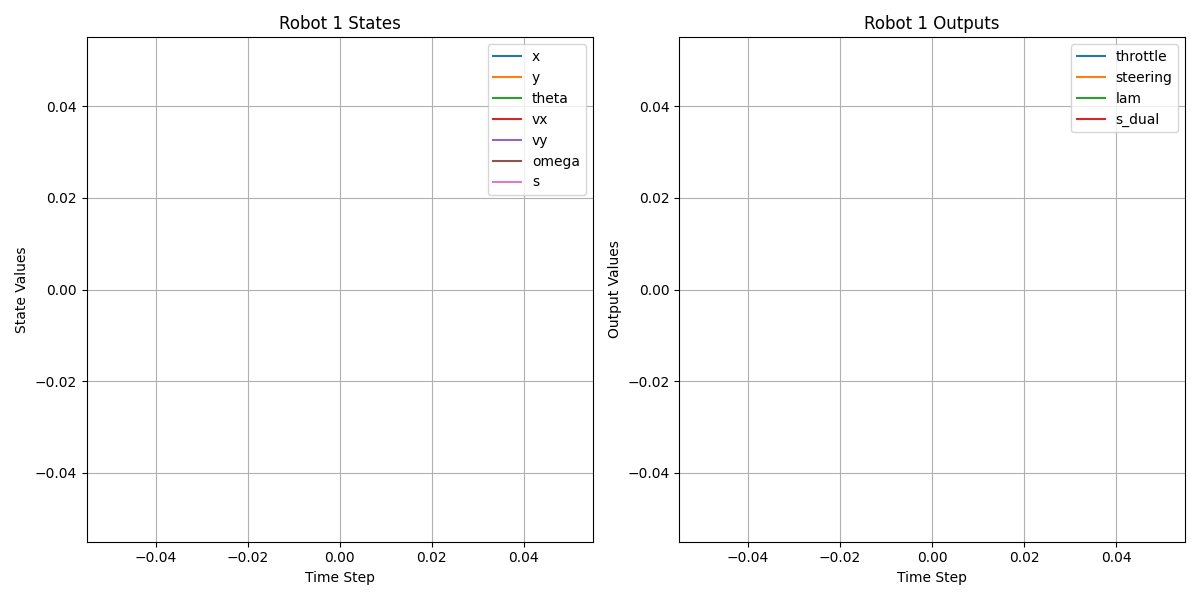 Robot 1 States
x
y
theta
vx
vy
omega
s
0.04
0.02
0.00
−0.02
−0.04
State Values
−0.04 −0.02 0.00 0.02 0.04
Time Step
Robot 1 Outputs
throttle
steering
lam
s_dual
0.04
0.02
0.00
−0.02
−0.04
Output Values
−0.04 −0.02 0.00 0.02 0.04
Time Step